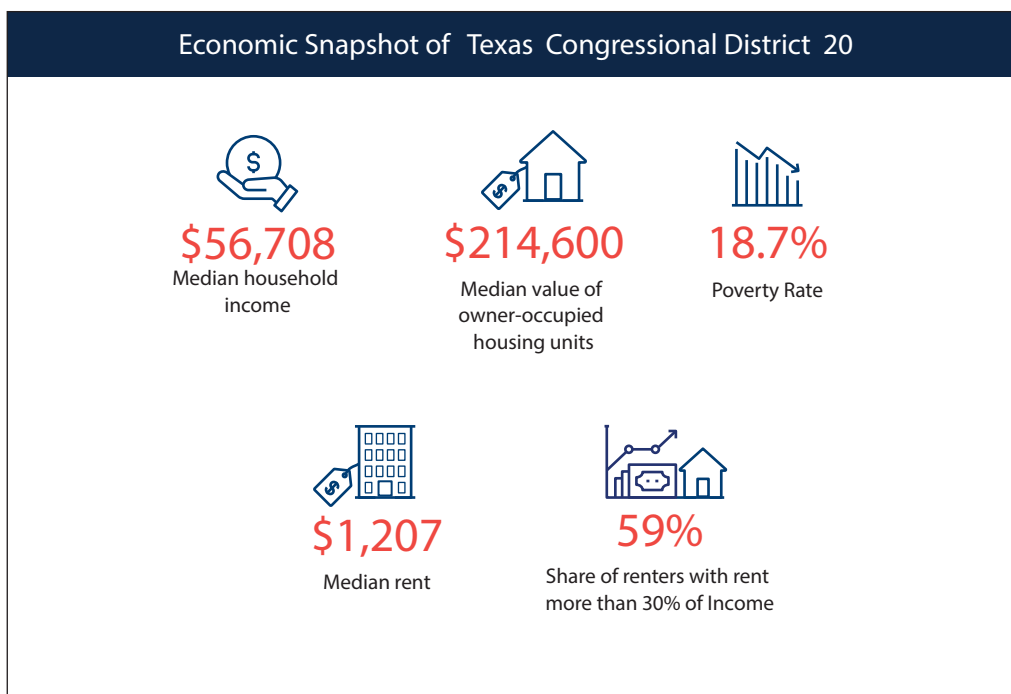 Economic Snapshot of Texas Congressional District 20
$
$
$56,708
Median household
income
$214,600
Median value of
owner-occupied
housing units
18.7%
Poverty Rate
$
$1,207
Median rent
59%
Share of renters with rent
more than 30% of Income